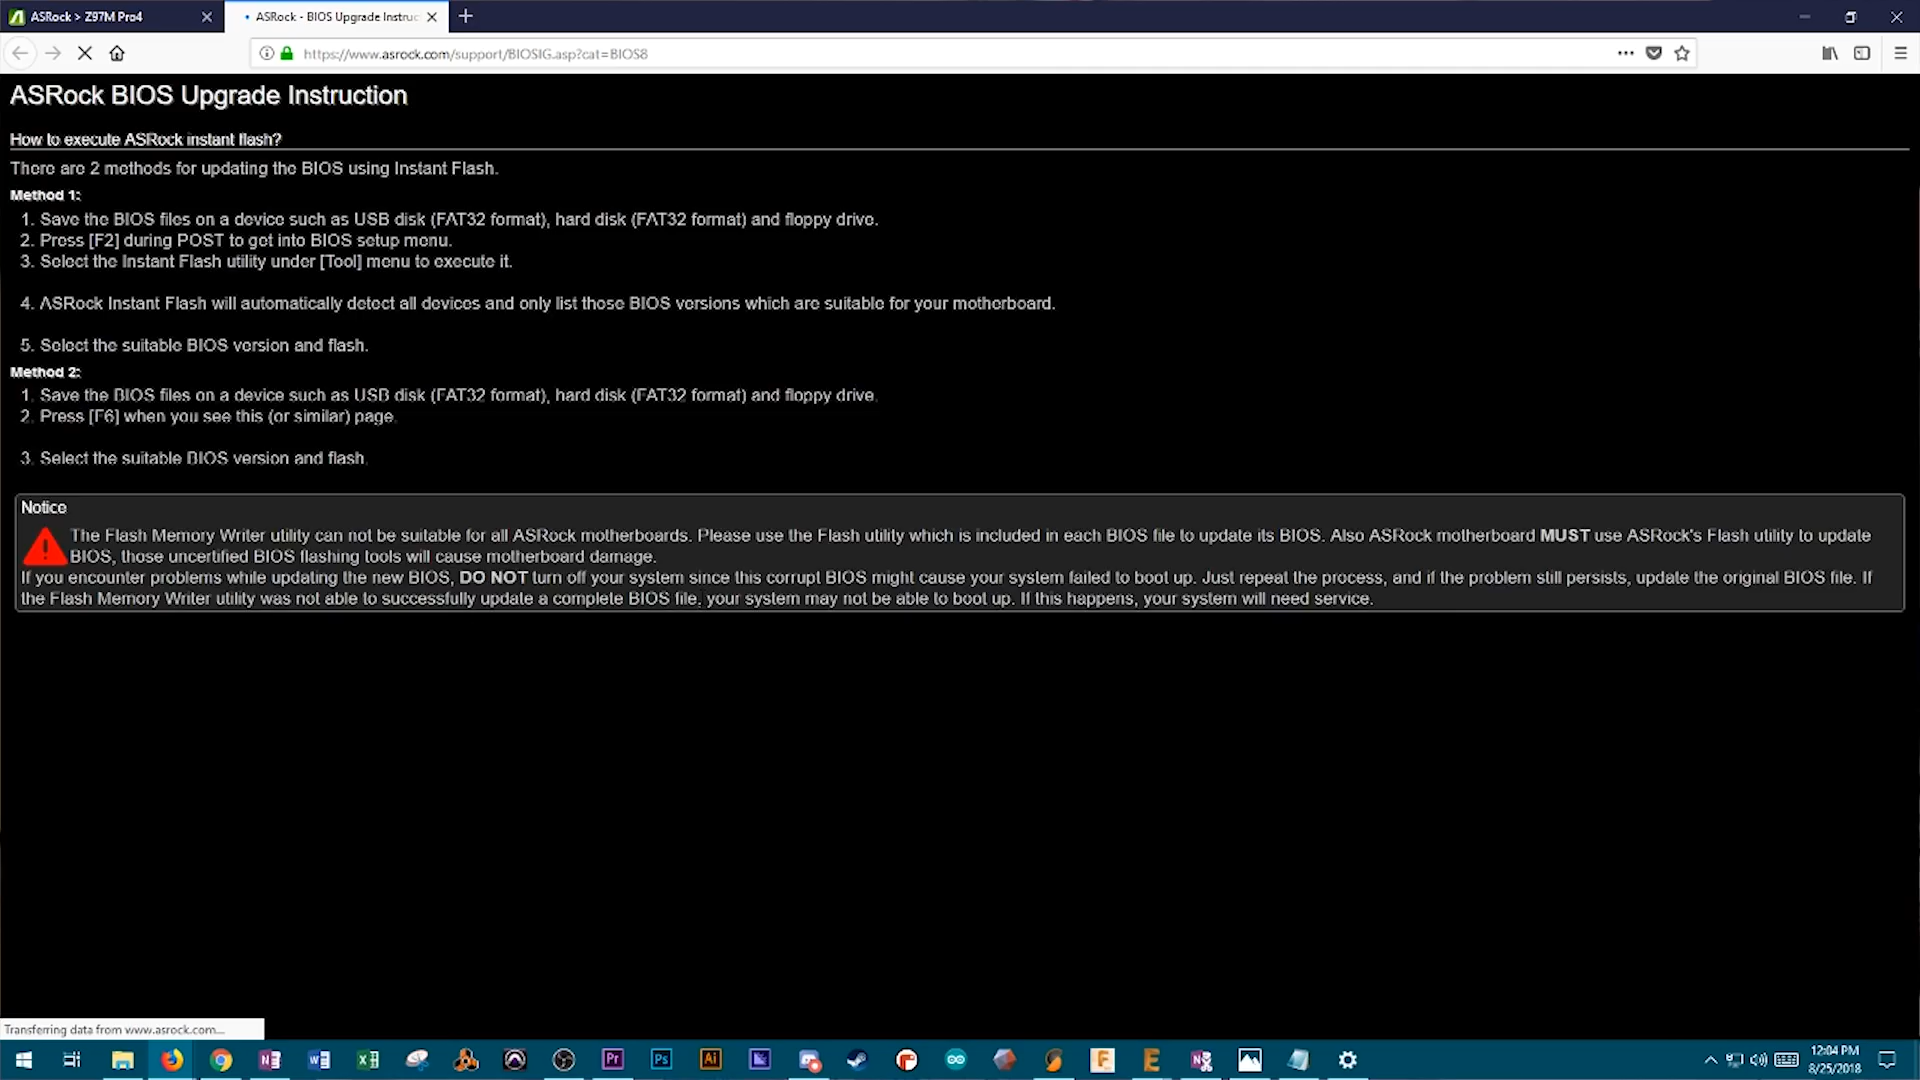 ASRock > Z97M Pro4
ASRock - BIOS Upgrade Instruc
https://www.asrock.com/support/BIOSIG.asp?cat=BIOS8
ASRock BIOS Upgrade Instruction
How to execute ASRock instant flash?
There are 2 methods for updating the BIOS using Instant Flash.
Method 1:
1. Save the BIOS files on a device such as USB disk (FAT32 format), hard disk (FAT32 format) and floppy drive.
2. Press [F2] during POST to get into BIOS setup menu.
3. Select the Instant Flash utility under [Tool] menu to execute it.
4. ASRock Instant Flash will automatically detect all devices and only list those BIOS versions which are suitable for your motherboard.
5. Select the suitable BIOS version and flash.
Method 2:
1. Save the BIOS files on a device such as USB disk (FAT32 format), hard disk (FAT32 format) and floppy drive.
2. Press [F6] when you see this (or similar) page.
3. Select the suitable BIOS version and flash.
Notice
The Flash Memory Writer utility can not be suitable for all ASRock motherboards. Please use the Flash utility which is included in each BIOS file to update its BIOS. Also ASRock motherboard MUST use ASRock's Flash utility to update
BIOS, those uncertified BIOS flashing tools will cause motherboard damage.
If you encounter problems while updating the new BIOS, DO NOT turn off your system since this corrupt BIOS might cause your system failed to boot up. Just repeat the process, and if the problem still persists, update the original BIOS file. If
the Flash Memory Writer utility was not able to successfully update a complete BIOS file, your system may not be able to boot up. If this happens, your system will need service.
Transferring data from www.asrock.com...
12:04 PM
8/25/2018